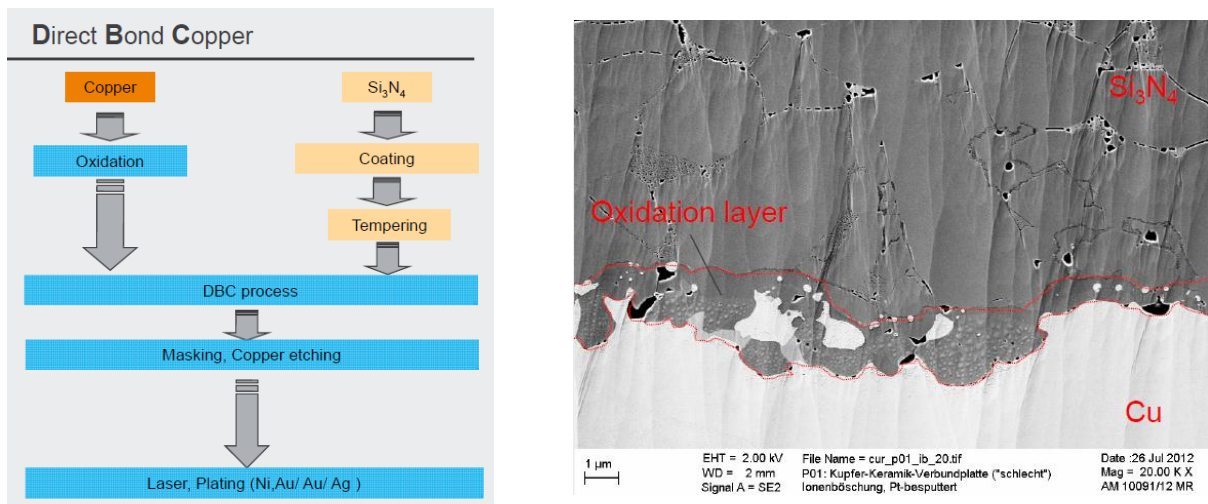 Direct Bond Copper
Copper
Si₃N₄
Oxidation
Coating
Tempering
DBC process
Masking, Copper etching
Laser, Plating (Ni,Au/ Au/ Ag )
Si₃N₄
Oxidation layer
Cu
1 µm
EHT = 2.00 kV
WD = 2 mm
Signal A = SE2
File Name = cur_p01_ib_20.tif
P01: Kupfer-Keramik-Verbundplatte ("schlecht")
Ionenböschung, Pt-besputtert
Date :26 Jul 2012
Mag = 20.00 K X
AM 10091/12 MR